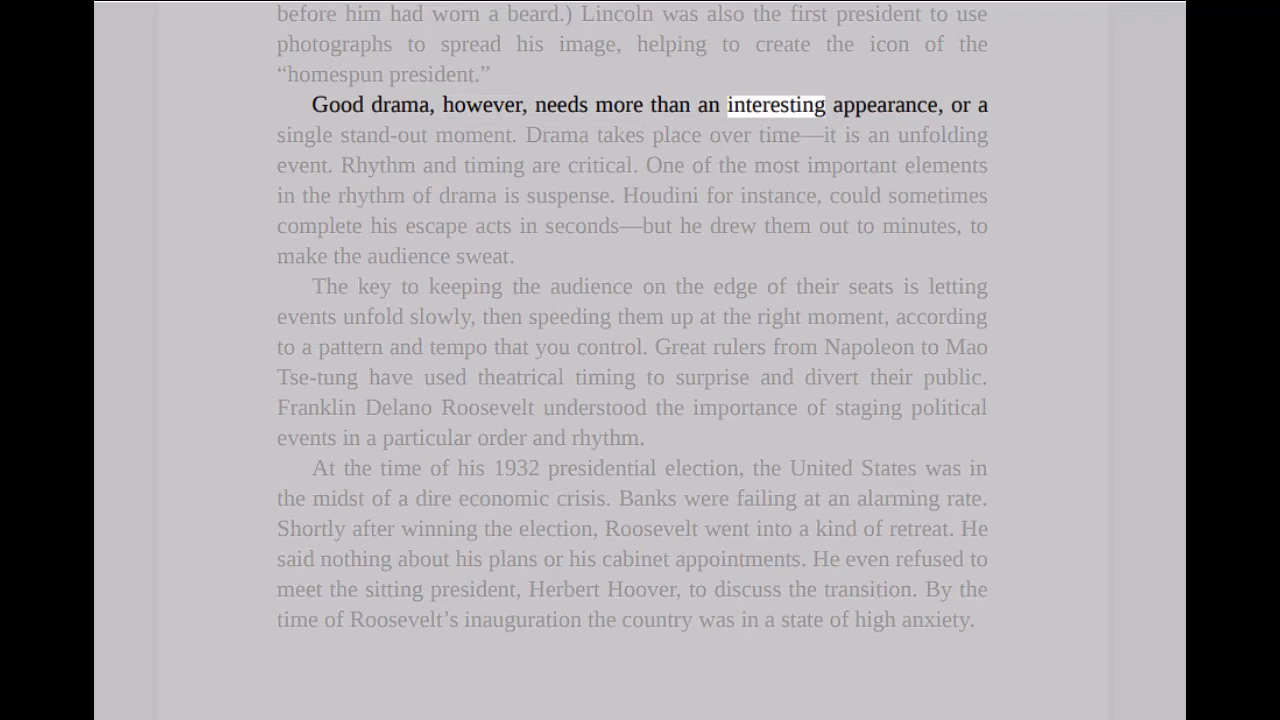 before him had worn a beard.) Lincoln was also the first president to use
photographs to spread his image, helping to create the icon of the
“homespun president.”
Good drama, however, needs more than an interesting appearance, or a
single stand-out moment. Drama takes place over time—it is an unfolding
event. Rhythm and timing are critical. One of the most important elements
in the rhythm of drama is suspense. Houdini for instance, could sometimes
complete his escape acts in seconds—but he drew them out to minutes, to
make the audience sweat.
The key to keeping the audience on the edge of their seats is letting
events unfold slowly, then speeding them up at the right moment, according
to a pattern and tempo that you control. Great rulers from Napoleon to Mao
Tse-tung have used theatrical timing to surprise and divert their public.
Franklin Delano Roosevelt understood the importance of staging political
events in a particular order and rhythm.
At the time of his 1932 presidential election, the United States was in
the midst of a dire economic crisis. Banks were failing at an alarming rate.
Shortly after winning the election, Roosevelt went into a kind of retreat. He
said nothing about his plans or his cabinet appointments. He even refused to
meet the sitting president, Herbert Hoover, to discuss the transition. By the
time of Roosevelt’s inauguration the country was in a state of high anxiety.